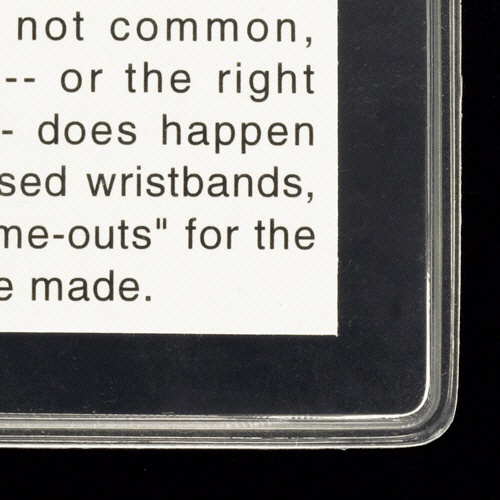 not common,
-- or the right
- does happen
sed wristbands,
me-outs" for the
e made.